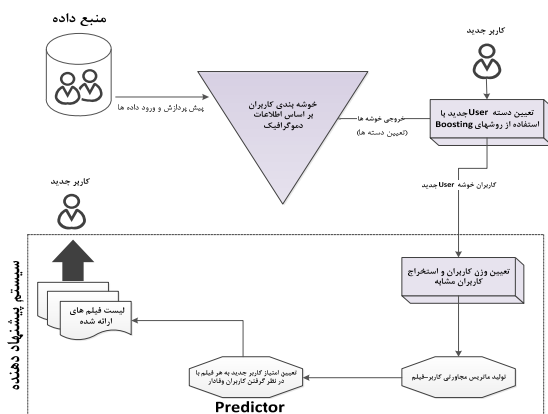 منبع داده
کاربر جدید
پیش پردازش و ورود داده ها
خوشه بندی کاربران
بر اساس اطلاعات
دموگرافیک
خروجی خوشه ها
(تعیین دسته ها)
تعیین دسته User جدید با
استفاده از روشهای Boosting
کاربران خوشه User جدید
کاربر جدید
سیستم پیشنهاد دهنده
تعیین وزن کاربران و استخراج
کاربران مشابه
لیست فیلم های
ارائه شده
تعیین امتیاز کاربر جدید به هر فیلم با
در نظر گرفتن کاربران وفادار
تولید ماتریس مجاورتی کاربر-فیلم
Predictor